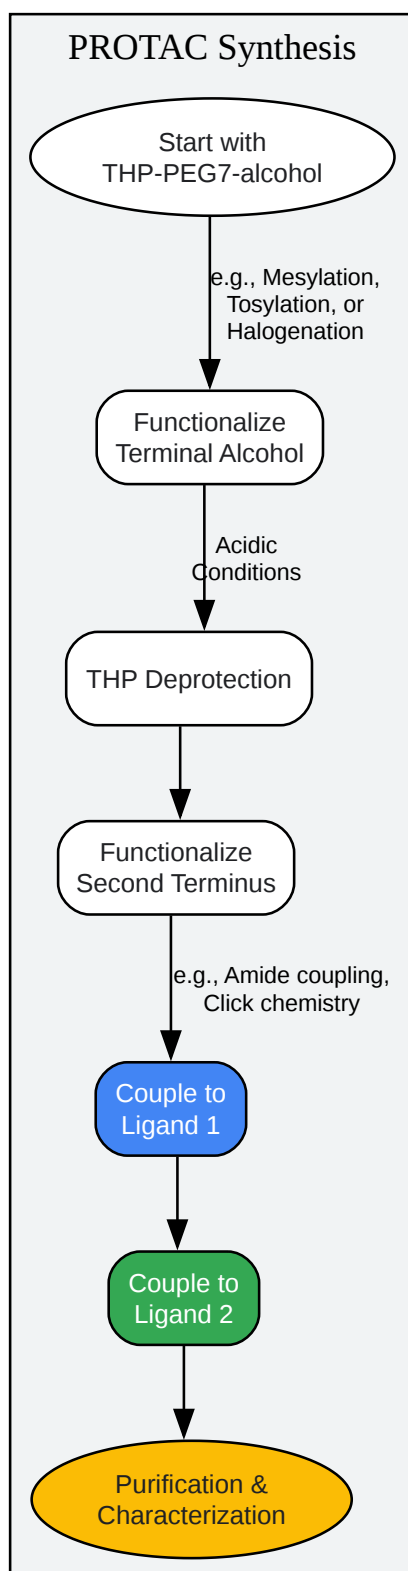 PROTAC Synthesis
Start with
THP-PEG7-alcohol
e.g., Mesylation,
Tosylation, or
Halogenation
Functionalize
Terminal Alcohol
Acidic
Conditions
THP Deprotection
Functionalize
Second Terminus
e.g., Amide coupling,
Click chemistry
Couple to
Ligand 1
Couple to
Ligand 2
Purification &
Characterization